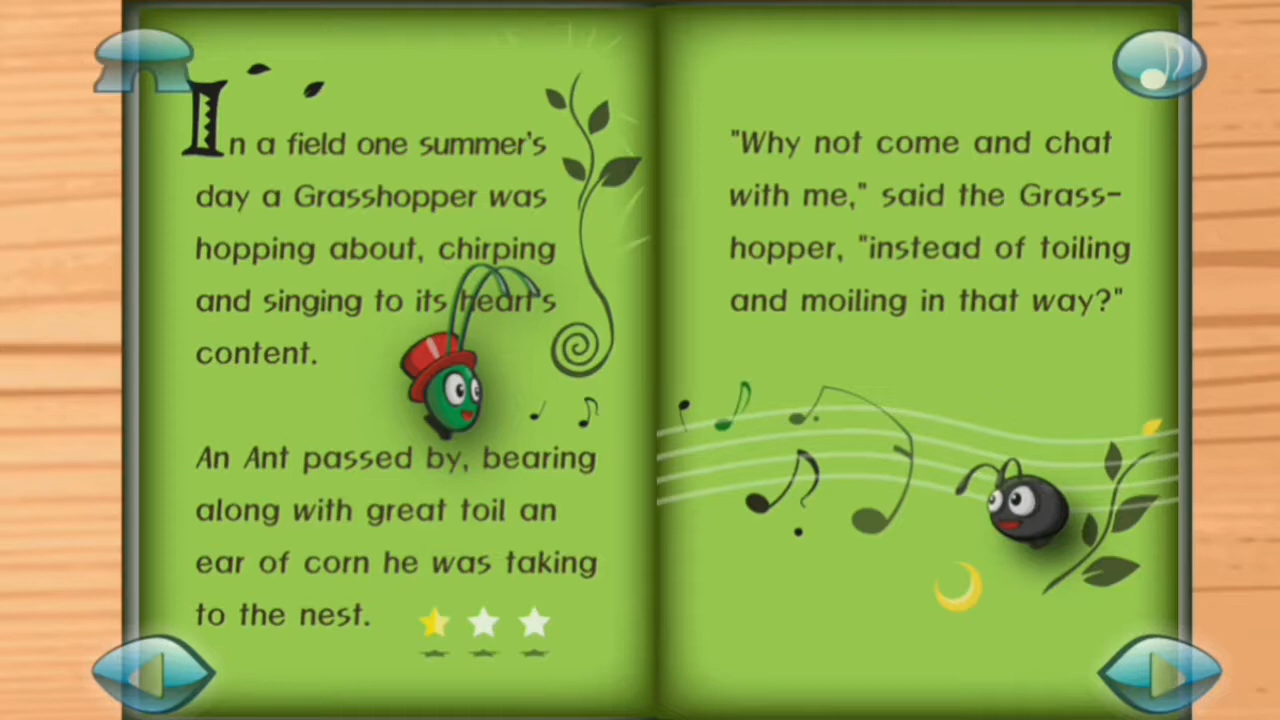 In a field one summer's
day a Grasshopper was
hopping about, chirping
and singing to its heart's
content.
An Ant passed by, bearing
along with great toil an
ear of corn he was taking
to the nest.
"Why not come and chat
with me," said the Grass-
hopper, "instead of toiling
and moiling in that way?"